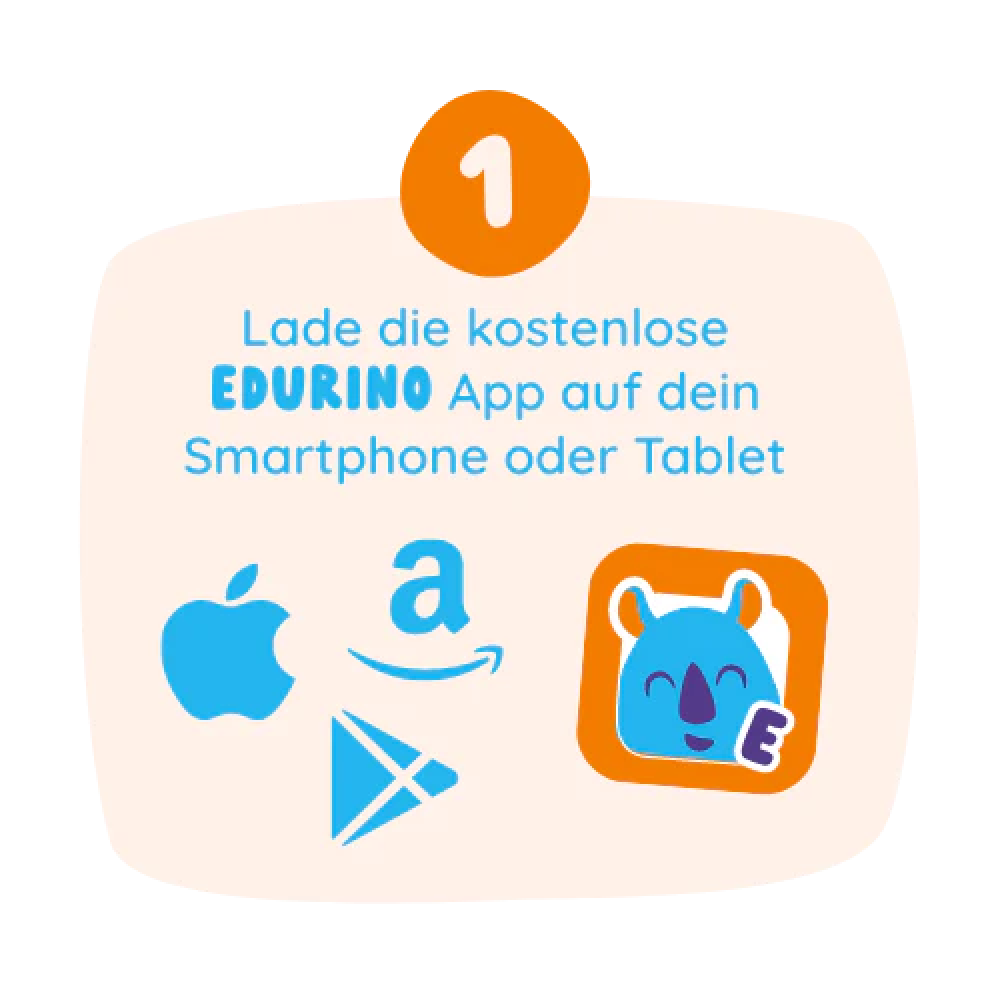 1
Lade die kostenlose
EDURINO App auf dein
Smartphone oder Tablet
a
E